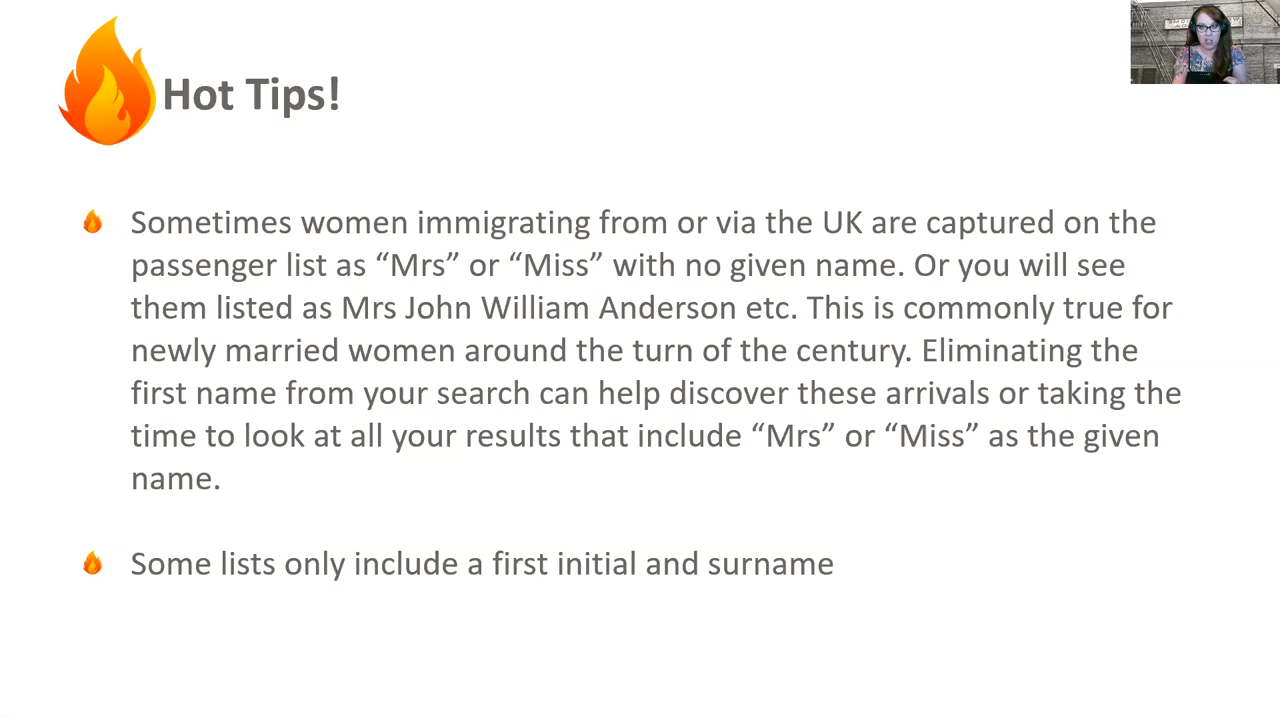 Hot Tips!
Sometimes women immigrating from or via the UK are captured on the
passenger list as “Mrs” or “Miss” with no given name. Or you will see
them listed as Mrs John William Anderson etc. This is commonly true for
newly married women around the turn of the century. Eliminating the
first name from your search can help discover these arrivals or taking the
time to look at all your results that include “Mrs” or “Miss” as the given
name.
Some lists only include a first initial and surname